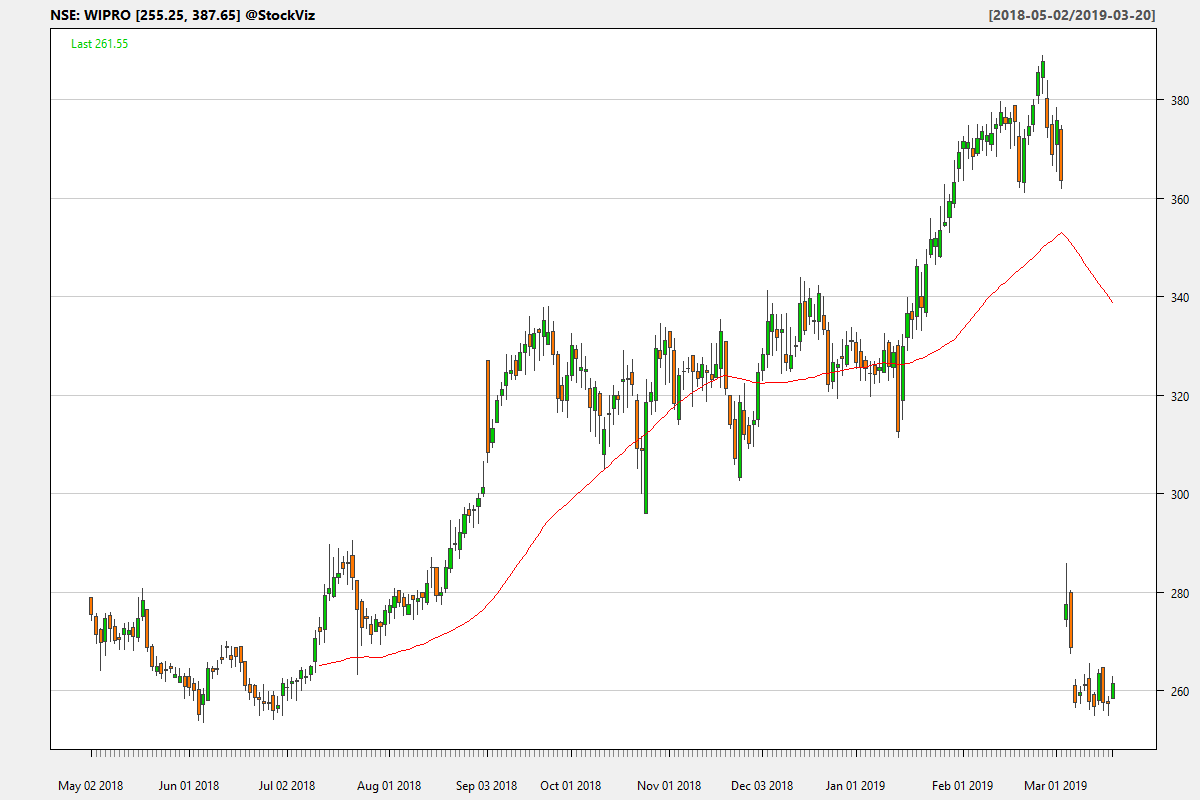 NSE: WIPRO [255.25, 387.65] @StockViz
[2018-05-02/2019-03-20]
Last 261.55
380
360
340
320
300
280
260
May 02 2018 Jun 01 2018 Jul 02 2018 Aug 01 2018 Sep 03 2018 Oct 01 2018 Nov 01 2018 Dec 03 2018 Jan 01 2019 Feb 01 2019 Mar 01 2019